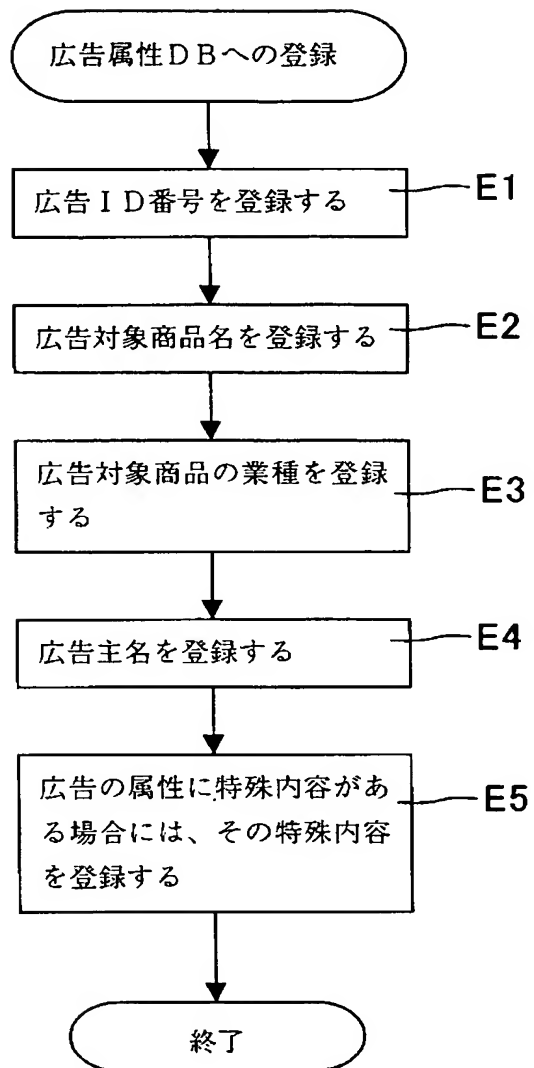 広告属性ＤＢへの登録
広告ＩＤ番号を登録する
E1
広告対象商品名を登録する
E2
広告対象商品の業種を登録
する
E3
広告主名を登録する
E4
広告の属性に特殊内容があ
る場合には、その特殊内容
を登録する
E5
終了